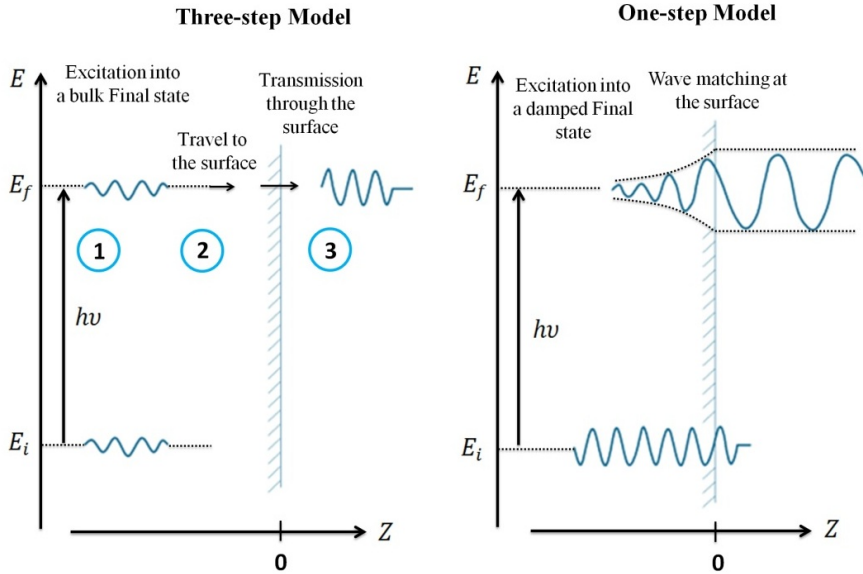 Three-step Model
E
Excitation into
a bulk Final state
Travel to
the surface
Transmission
through the
surface
E_f
1
2
3
hυ
E_i
Z
0
One-step Model
E
Excitation into
a damped Final
state
Wave matching at
the surface
E_f
hυ
E_i
Z
0